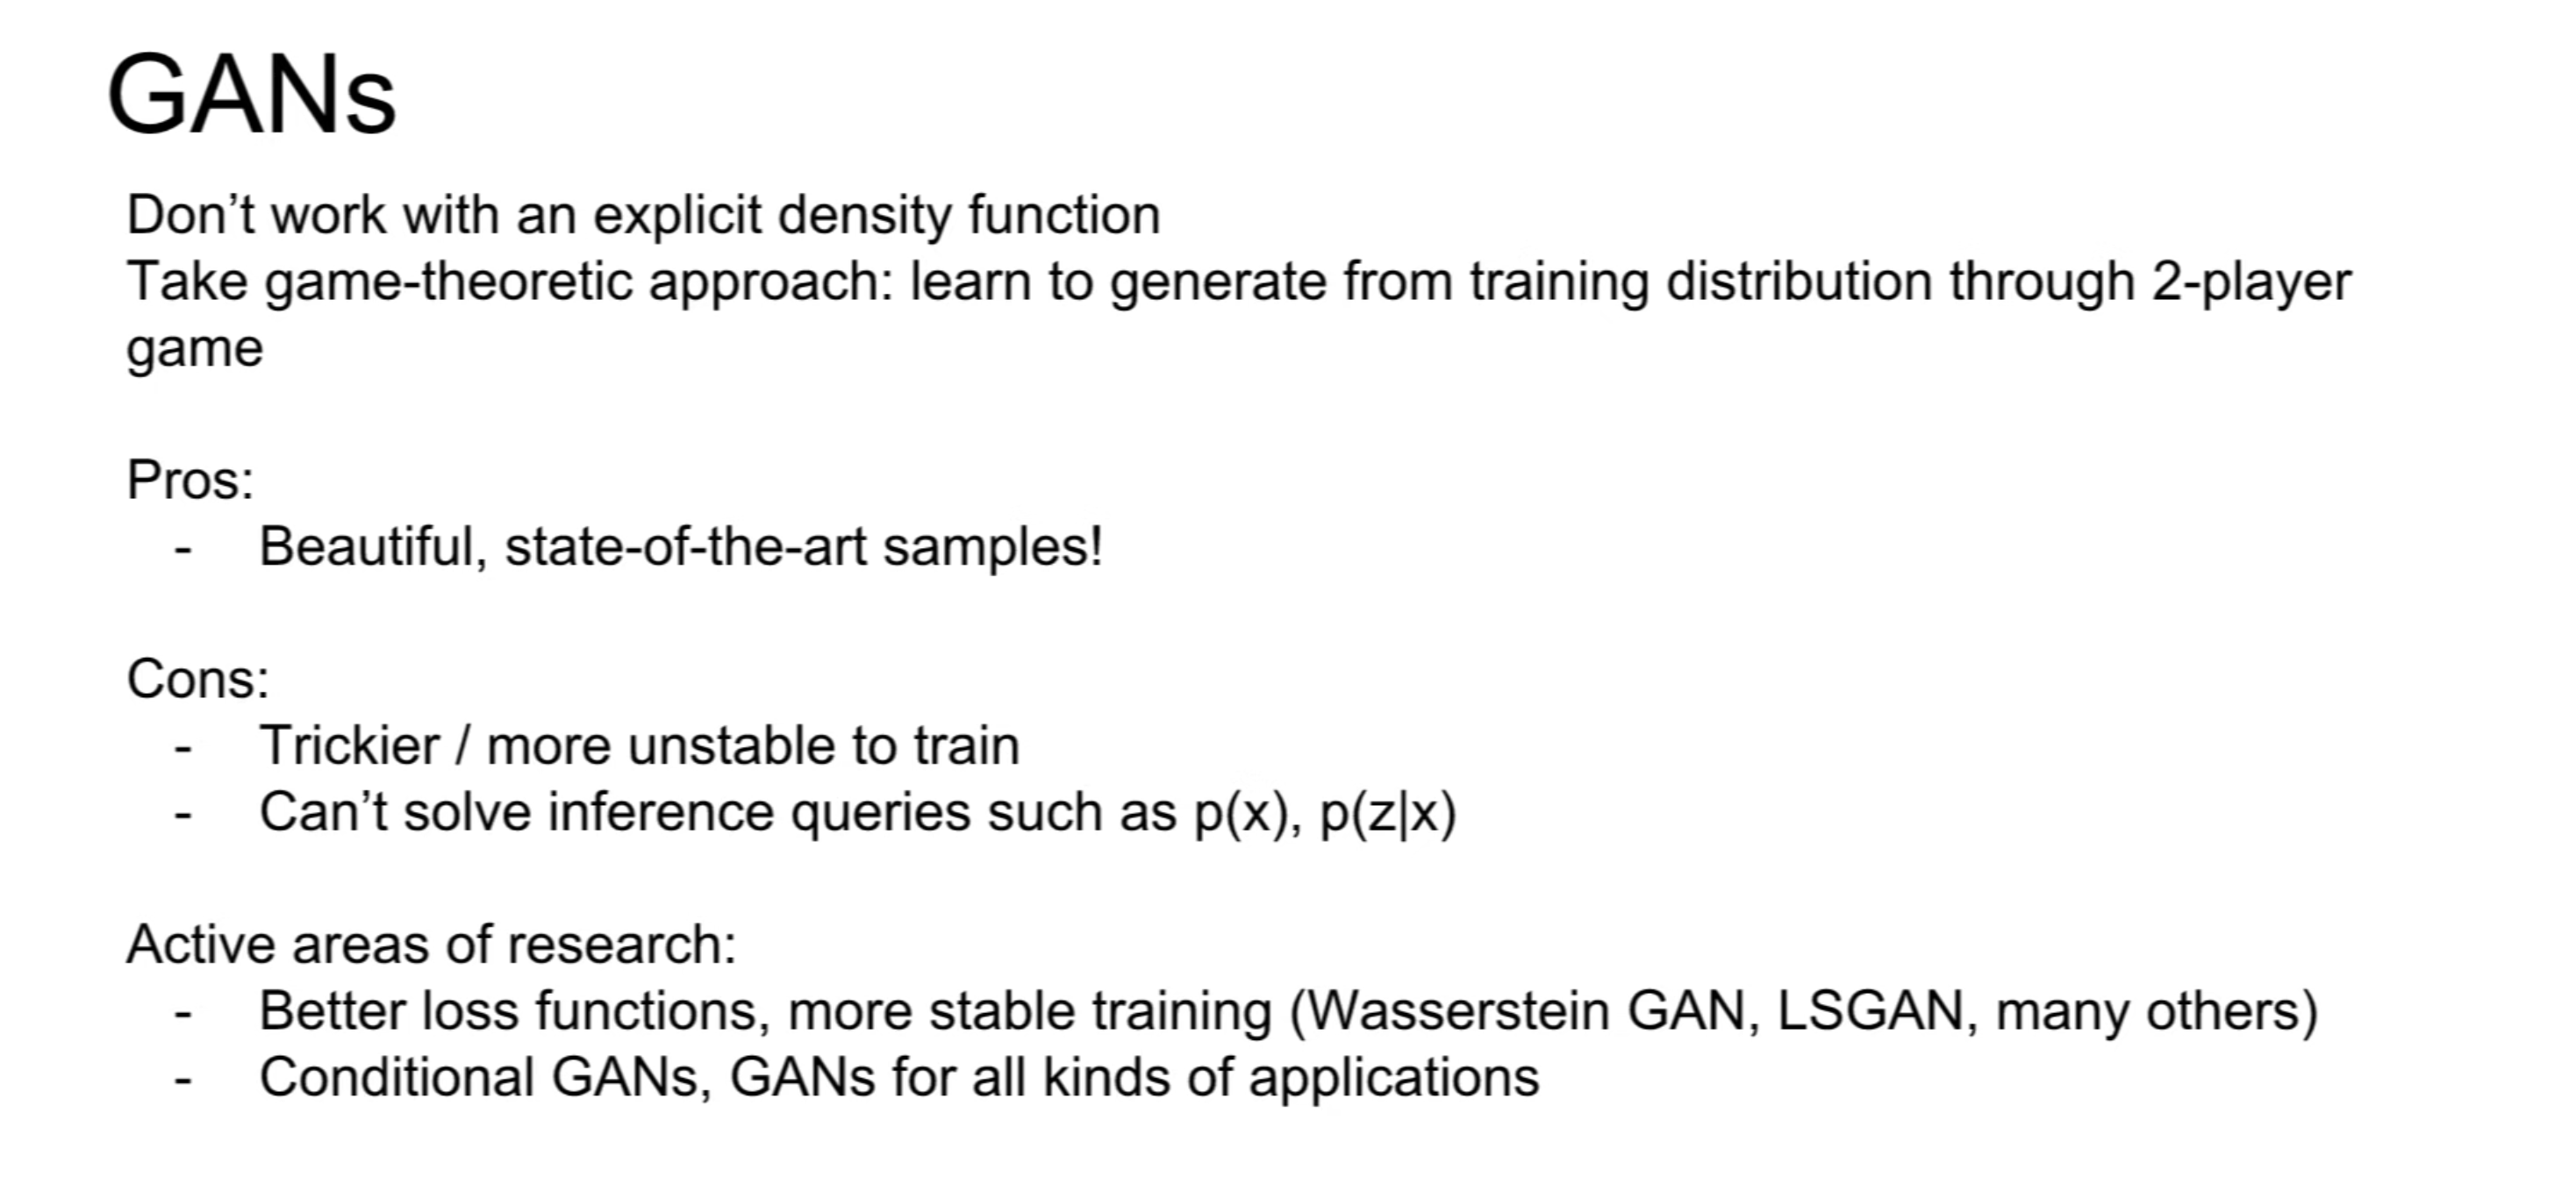 GANs
Don’t work with an explicit density function
Take game-theoretic approach: learn to generate from training distribution through 2-player
game
Pros:
- Beautiful, state-of-the-art samples!
Cons:
- Trickier / more unstable to train
- Can’t solve inference queries such as p(x), p(z|x)
Active areas of research:
- Better loss functions, more stable training (Wasserstein GAN, LSGAN, many others)
- Conditional GANs, GANs for all kinds of applications